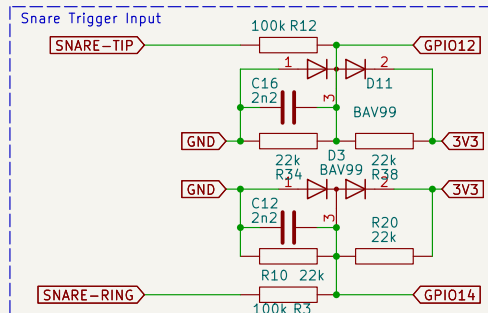 Snare Trigger Input
100k R12
SNARE-TIP
GPIO12
1
2
C16
2n2
D11
3
BAV99
GND
3V3
22k
R34
D3
BAV99
22k
R38
GND
1
2
3V3
C12
2n2
3
R20
22k
R10 22k
SNARE-RING
GPIO14
100k R3